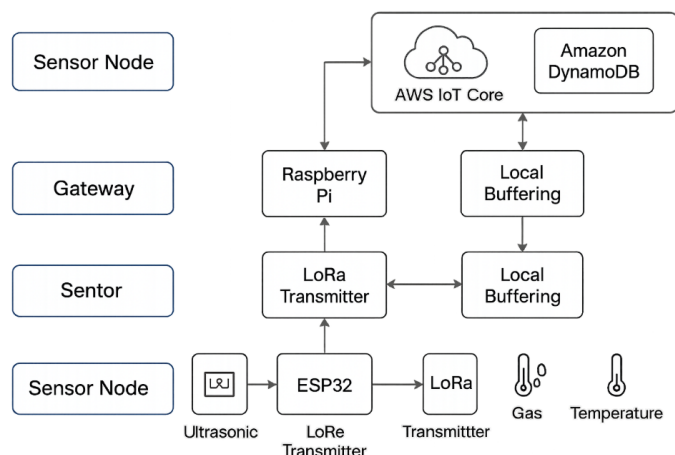 Sensor Node
AWS IoT Core
Amazon
DynamoDB
Gateway
Raspberry
Pi
Local
Buffering
Sentor
LoRa
Transmitter
Local
Buffering
Sensor Node
ESP32
LoRa
Ultrasonic
LoRe
Transmitter
Transmittter
Gas
Temperature